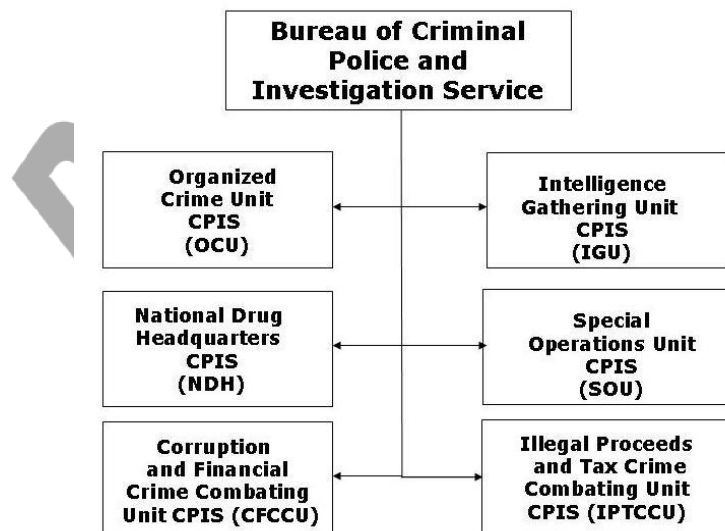 Bureau of Criminal
Police and
Investigation Service
Organized
Crime Unit
CPIS
(OCU)
Intelligence
Gathering Unit
CPIS
(IGU)
National Drug
Headquarters
CPIS
(NDH)
Special
Operations Unit
CPIS
(SOU)
Corruption
and Financial
Crime Combating
Unit CPIS (CFCCU)
Illegal Proceeds
and Tax Crime
Combating Unit
CPIS (IPTCCU)